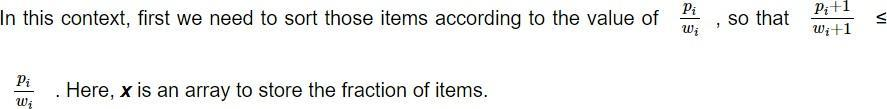 In this context, first we need to sort those items according to the value of $\frac{p_i}{w_i}$ , so that $\frac{p_i+1}{w_i+1}$ ≤
$\frac{p_i}{w_i}$ . Here, x is an array to store the fraction of items.